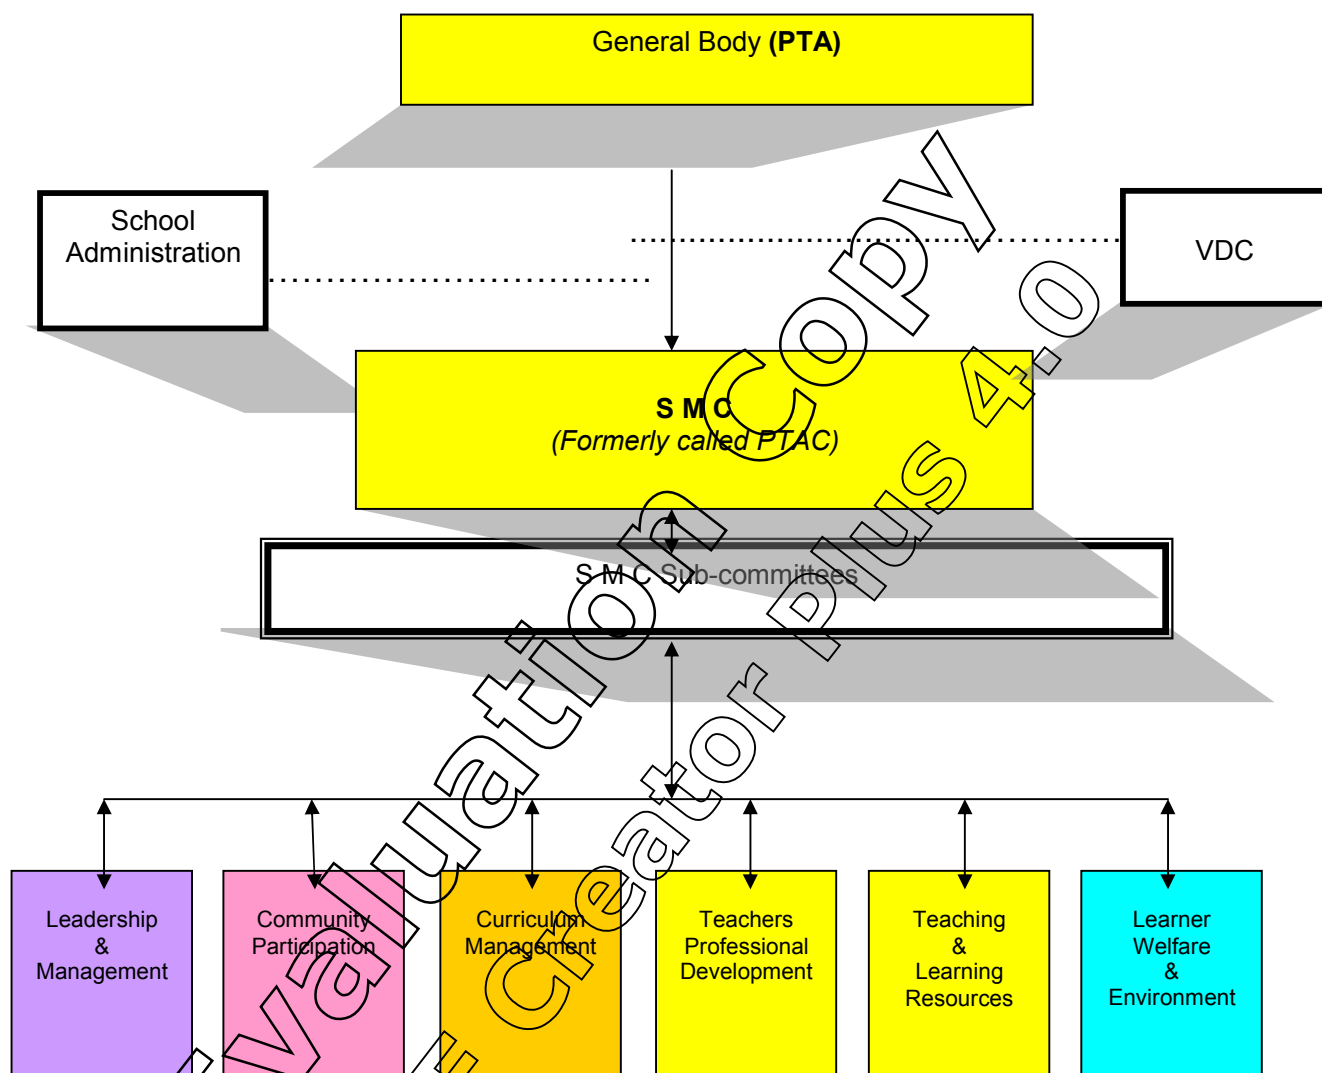 General Body (PTA)
School
Administration
VDC
S M C
(Formerly called PTAC)
S M C Sub-committees
Leadership
&
Management
Community
Participation
Curriculum
Management
Teachers
Professional
Development
Teaching
&
Learning
Resources
Learner
Welfare
&
Environment
Evaluation Copy
Creator Plus 4.0